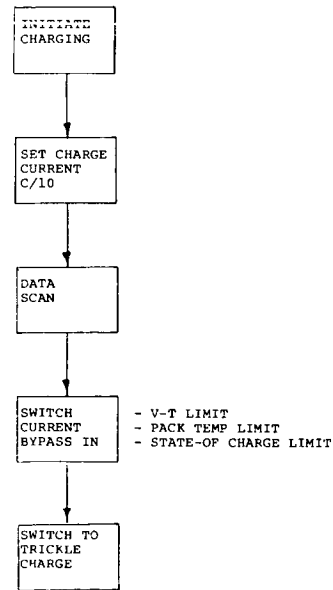 INITIATE
CHARGING
SET CHARGE
CURRENT
C/10
DATA
SCAN
SWITCH
CURRENT
BYPASS IN
- V-T LIMIT
- PACK TEMP LIMIT
- STATE-OF CHARGE LIMIT
SWITCH TO
TRICKLE
CHARGE